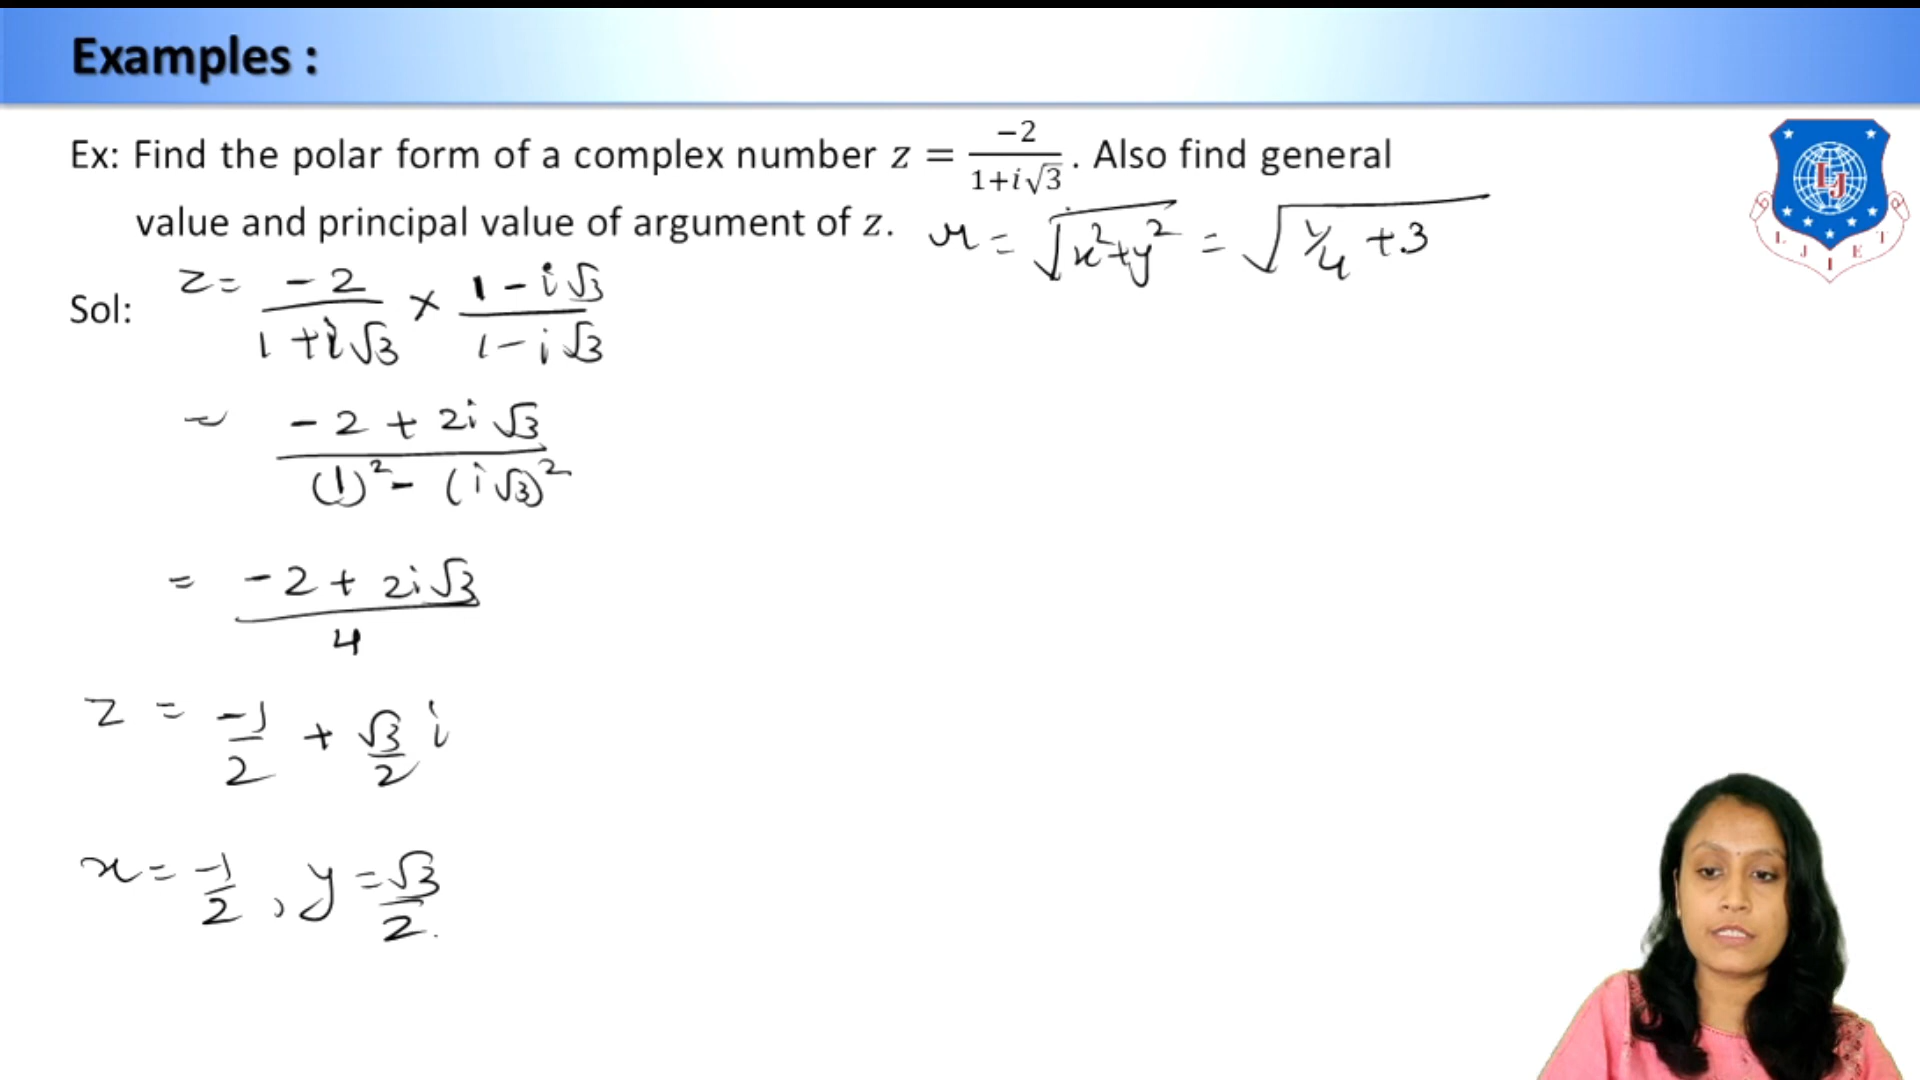 Examples :
Ex: Find the polar form of a complex number z = −2/(1+i√3). Also find general
value and principal value of argument of z.
r = √(x²+y²) = √(1/4 + 3
Sol: z = −2/(1+i√3) × (1−i√3)/(1−i√3)
= (−2 + 2i√3)/((1)² − (i√3)²)
= (−2 + 2i√3)/4
z = −1/2 + √3/2 i
x = −1/2 , y = √3/2.
LJ
L J I E T